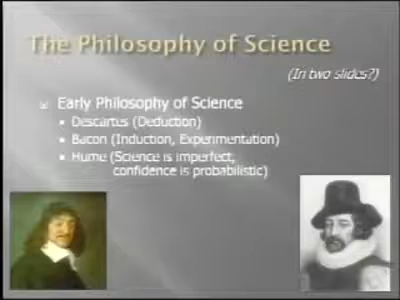 The Philosophy of Science
(In two slides?)
Early Philosophy of Science
Descartes (Deduction)
Bacon (Induction, Experimentation)
Hume (Science is imperfect,
confidence is probabilistic)